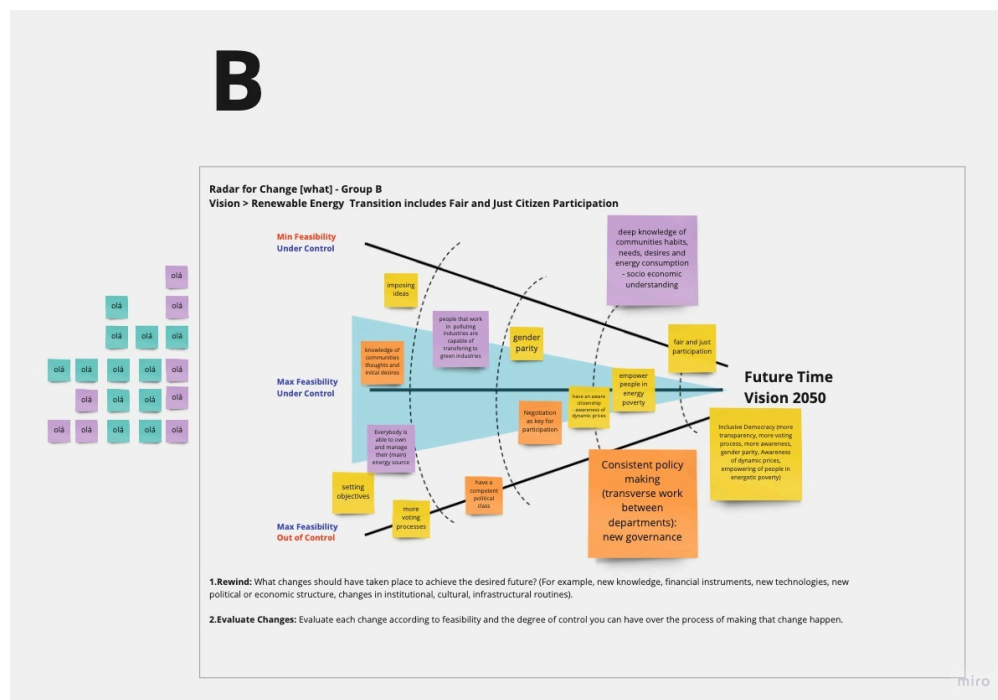 B
Radar for Change [what] - Group B
Vision > Renewable Energy Transition includes Fair and Just Citizen Participation
Min Feasibility
Under Control
deep knowledge of
communities habits,
needs, desires and
energy consumption
- socio economic
understanding
imposing
ideas
people that work
in polluting
industries are
capable of
transfering to
green industries
gender
parity
fair and just
participation
knowledge of
communities
thoughts and
initial desires
Max Feasibility
Under Control
empower
people in
energy
poverty
have an aware
citizenship
- awareness of
dynamic prices
Future Time
Vision 2050
Negotiation
as key for
participation
Everybody is
able to own
and manage
their (main)
energy source
Inclusive Democracy (more
transparency, more voting
process, more awareness,
gender parity, Awareness
of dynamic prices,
empowering of people in
energetic poverty)
Consistent policy
making
(transverse work
between
departments):
new governance
setting
objectives
have a
competent
political
class
more
voting
processes
Max Feasibility
Out of Control
1.Rewind: What changes should have taken place to achieve the desired future? (For example, new knowledge, financial instruments, new technologies, new
political or economic structure, changes in institutional, cultural, infrastructural routines).
2.Evaluate Changes: Evaluate each change according to feasibility and the degree of control you can have over the process of making that change happen.
olá
olá olá
olá olá olá
olá olá olá olá olá
olá olá olá olá
olá olá olá olá olá
miro